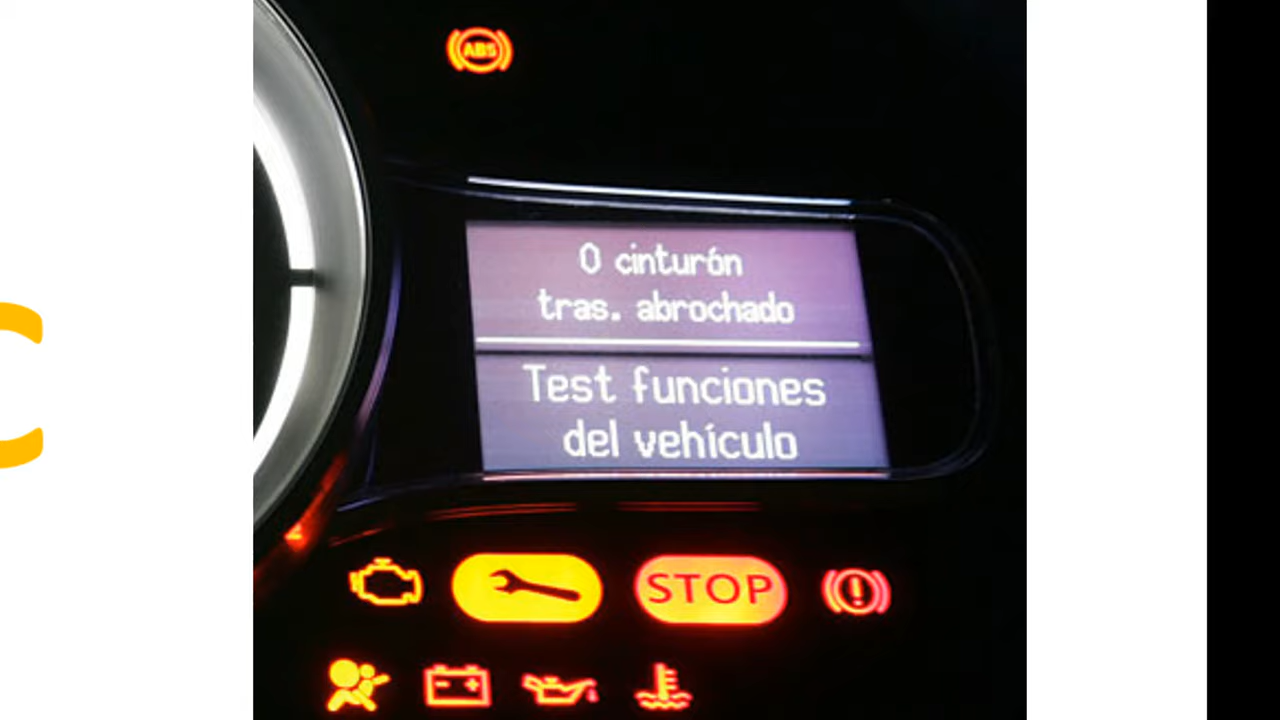 ABS
0 cinturón
tras. abrochado
Test funciones
del vehículo
STOP